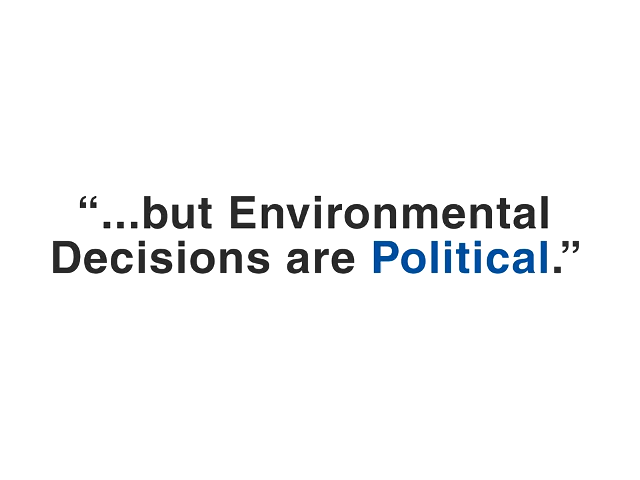 “...but Environmental
Decisions are Political.”